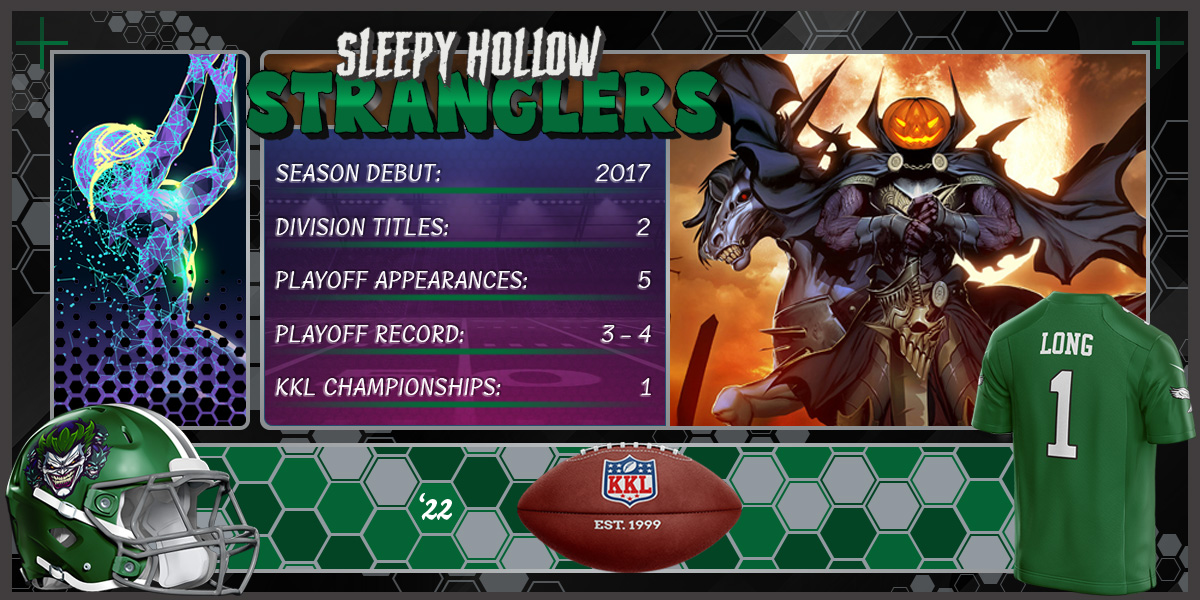 SLEEPY HOLLOW
STRANGLERS
SEASON DEBUT: 2017
DIVISION TITLES: 2
PLAYOFF APPEARANCES: 5
PLAYOFF RECORD: 3 – 4
KKL CHAMPIONSHIPS: 1
LONG
1
'22
KKL
EST. 1999